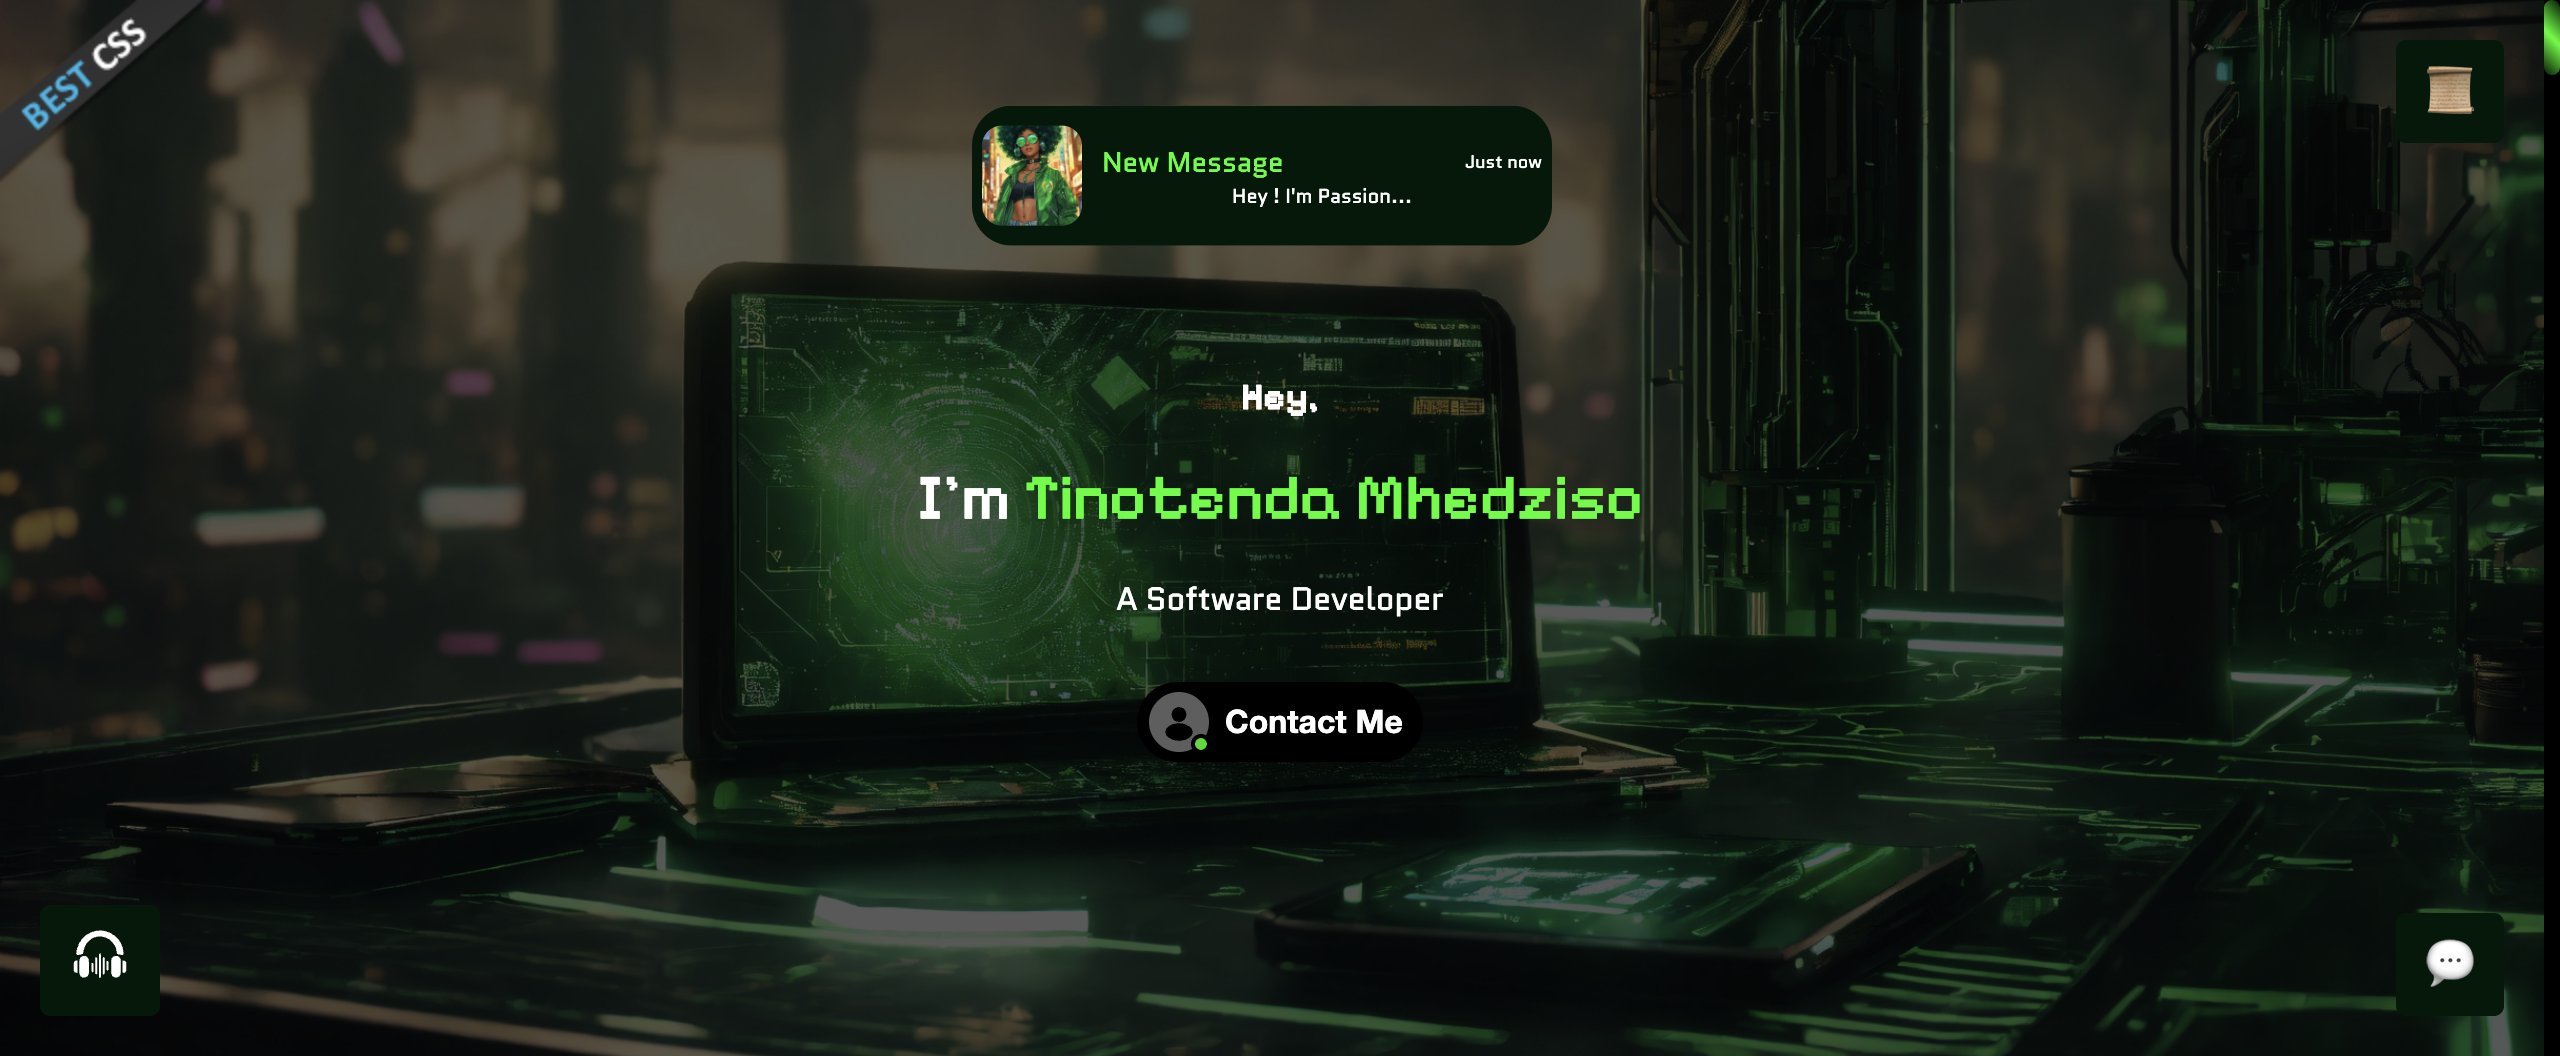 BEST CSS
New Message
Just now
Hey ! I'm Passion...
Hey,
I'm Tinotenda Mhedziso
A Software Developer
Contact Me